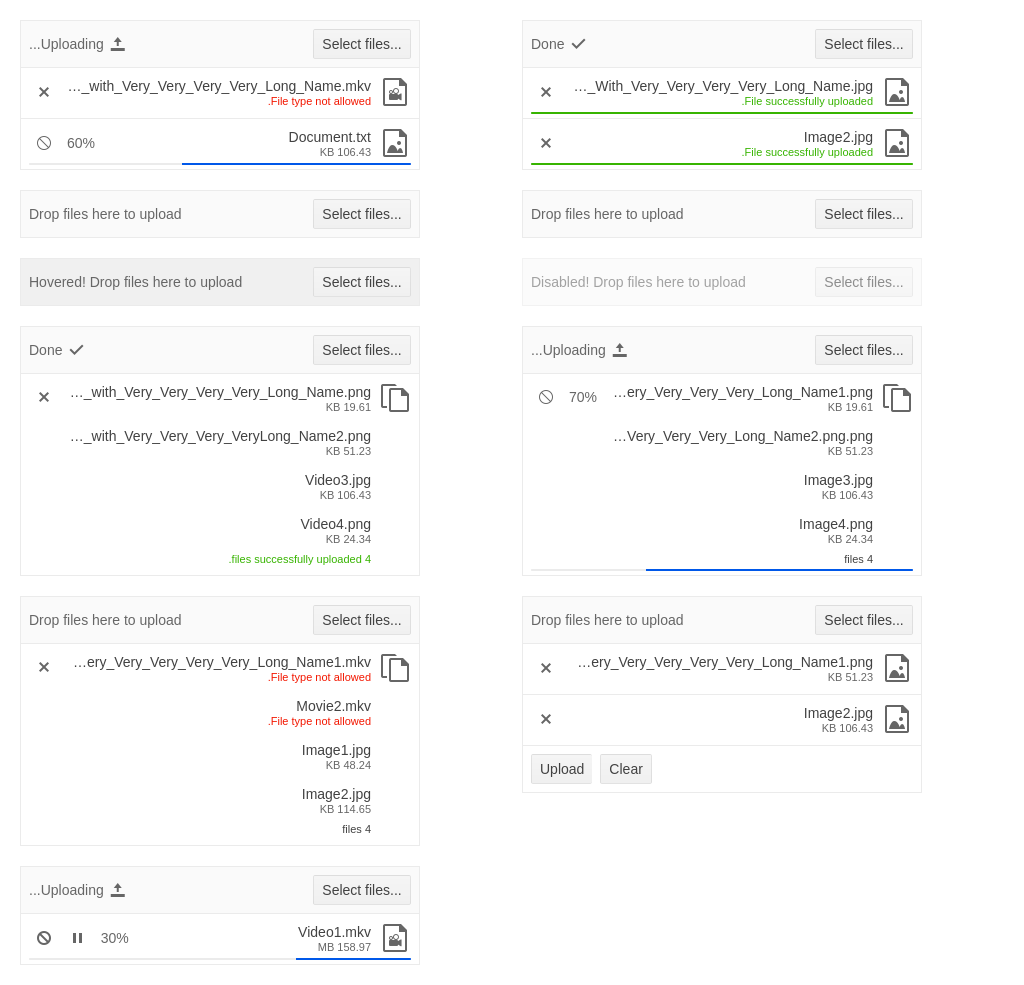 ...Uploading
Select files...
..._with_Very_Very_Very_Very_Long_Name.mkv
.File type not allowed
60%
Document.txt
KB 106.43
Drop files here to upload
Select files...
Hovered! Drop files here to upload
Select files...
Done
Select files...
..._with_Very_Very_Very_Very_Long_Name.png
KB 19.61
..._with_Very_Very_Very_VeryLong_Name2.png
KB 51.23
Video3.jpg
KB 106.43
Video4.png
KB 24.34
.files successfully uploaded 4
Drop files here to upload
Select files...
...ery_Very_Very_Very_Very_Long_Name1.mkv
.File type not allowed
Movie2.mkv
.File type not allowed
Image1.jpg
KB 48.24
Image2.jpg
KB 114.65
files 4
...Uploading
Select files...
30%
Video1.mkv
MB 158.97
Done
Select files...
..._With_Very_Very_Very_Very_Long_Name.jpg
.File successfully uploaded
Image2.jpg
.File successfully uploaded
Drop files here to upload
Select files...
Disabled! Drop files here to upload
Select files...
...Uploading
Select files...
70%
...ery_Very_Very_Very_Long_Name1.png
KB 19.61
...Very_Very_Very_Long_Name2.png.png
KB 51.23
Image3.jpg
KB 106.43
Image4.png
KB 24.34
files 4
Drop files here to upload
Select files...
...ery_Very_Very_Very_Very_Long_Name1.png
KB 51.23
Image2.jpg
KB 106.43
Upload
Clear